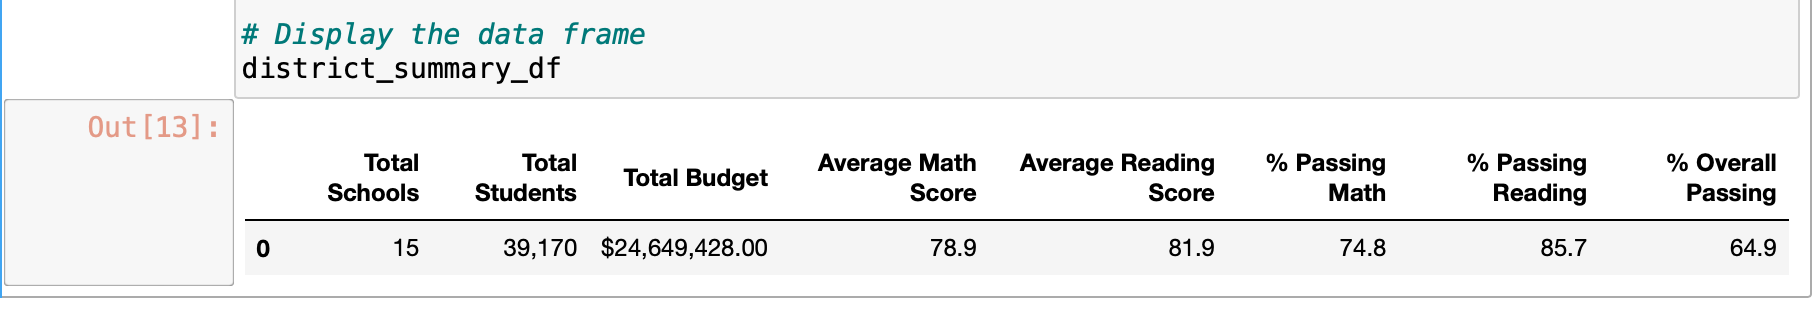 # Display the data frame
district_summary_df
Out[13]:
Total Schools Total Students Total Budget Average Math Score Average Reading Score % Passing Math % Passing Reading % Overall Passing
0 15 39,170 $24,649,428.00 78.9 81.9 74.8 85.7 64.9